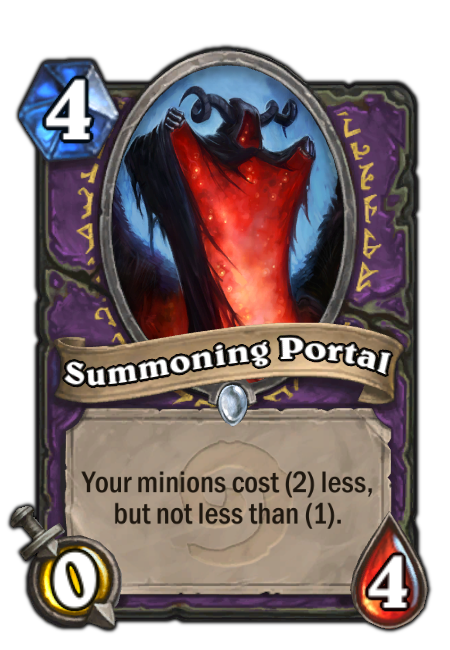 4
Summoning Portal
Your minions cost (2) less,
but not less than (1).
0
4